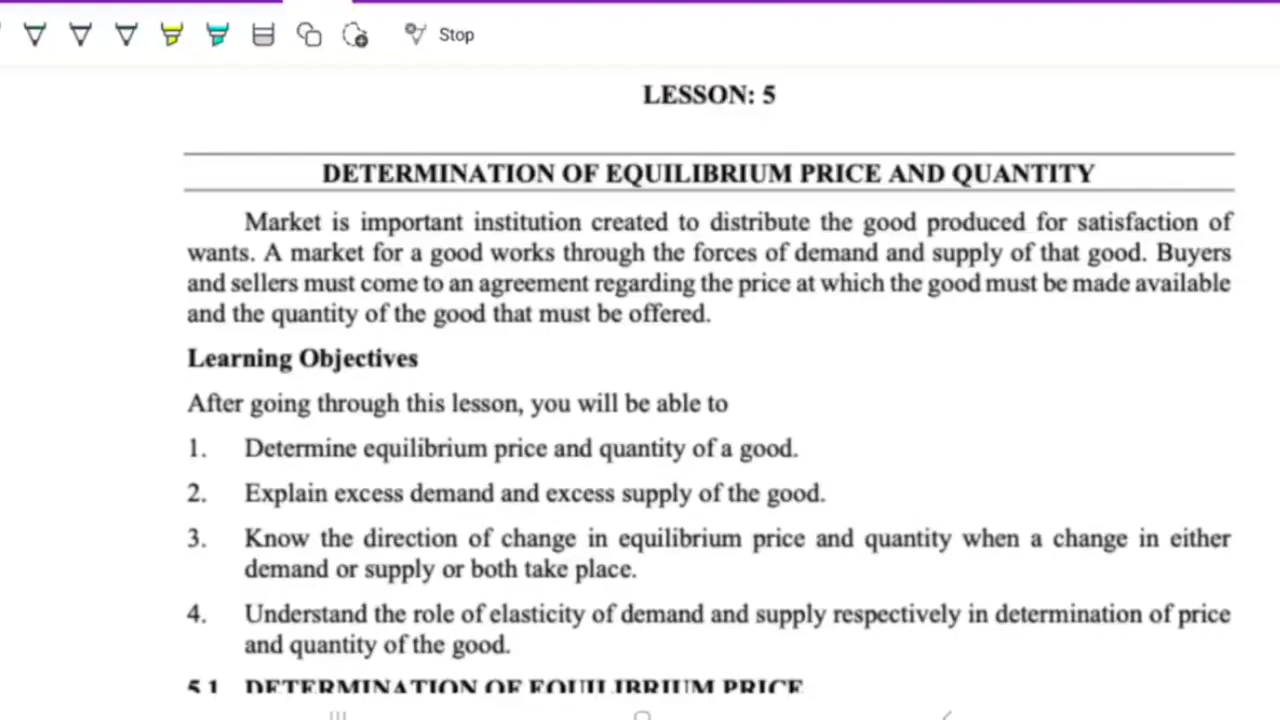 Stop
LESSON: 5
DETERMINATION OF EQUILIBRIUM PRICE AND QUANTITY
Market is important institution created to distribute the good produced for satisfaction of
wants. A market for a good works through the forces of demand and supply of that good. Buyers
and sellers must come to an agreement regarding the price at which the good must be made available
and the quantity of the good that must be offered.
Learning Objectives
After going through this lesson, you will be able to
1. Determine equilibrium price and quantity of a good.
2. Explain excess demand and excess supply of the good.
3. Know the direction of change in equilibrium price and quantity when a change in either
demand or supply or both take place.
4. Understand the role of elasticity of demand and supply respectively in determination of price
and quantity of the good.
5.1 DETERMINATION OF EQUILIBRIUM PRICE